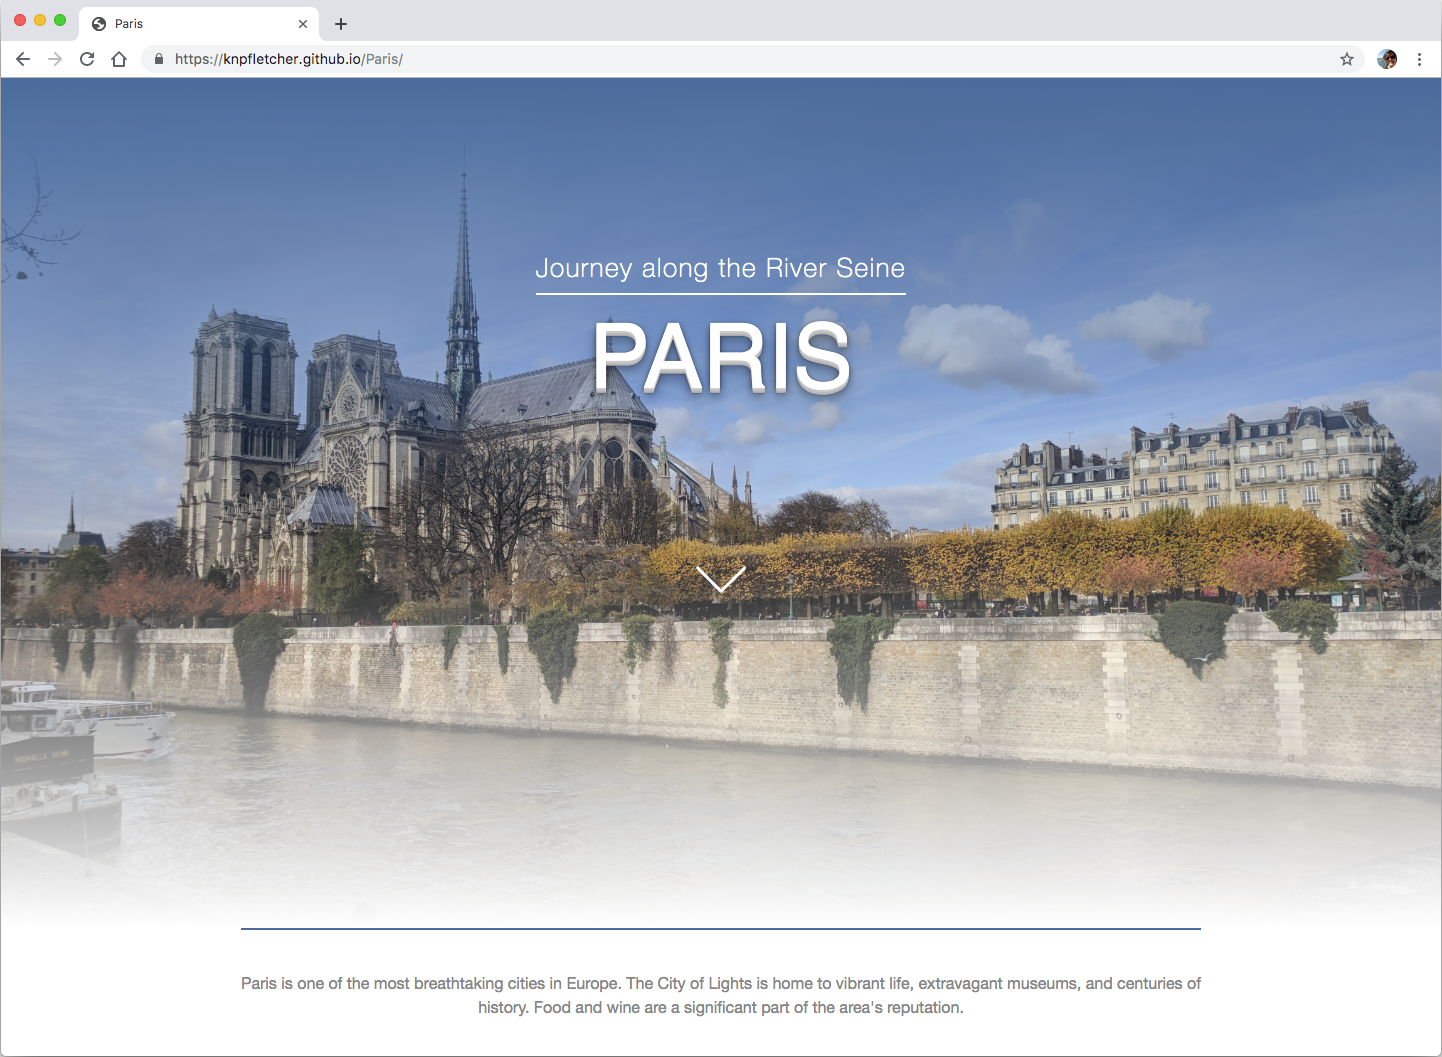 Paris
https://knpfletcher.github.io/Paris/
Journey along the River Seine
PARIS
Paris is one of the most breathtaking cities in Europe. The City of Lights is home to vibrant life, extravagant museums, and centuries of
history. Food and wine are a significant part of the area's reputation.